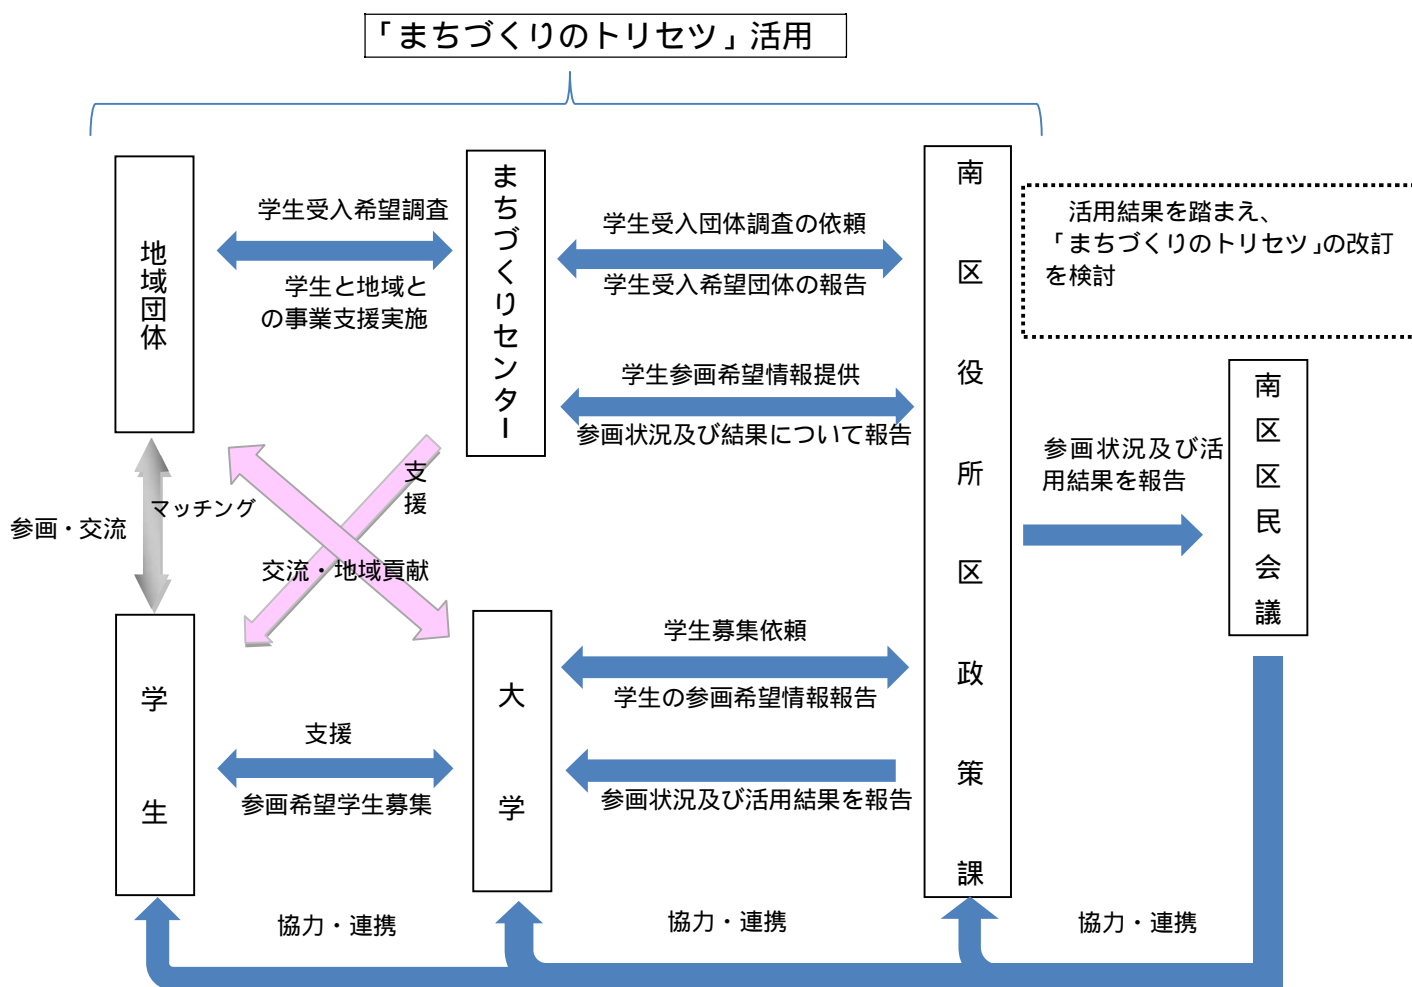 「まちづくりのトリセツ」活用
地域団体
まちづくりセンター
南区役所区政策課
学生受入希望調査
学生と地域と
の事業支援実施
学生受入団体調査の依頼
学生受入希望団体の報告
活用結果を踏まえ、
「まちづくりのトリセツ」の改訂
を検討
学生参画希望情報提供
参画状況及び結果について報告
南区区民会議
参画状況及び活
用結果を報告
支援
マッチング
参画・交流
交流・地域貢献
学生
大学
学生募集依頼
学生の参画希望情報報告
支援
参画希望学生募集
参画状況及び活用結果を報告
協力・連携
協力・連携
協力・連携